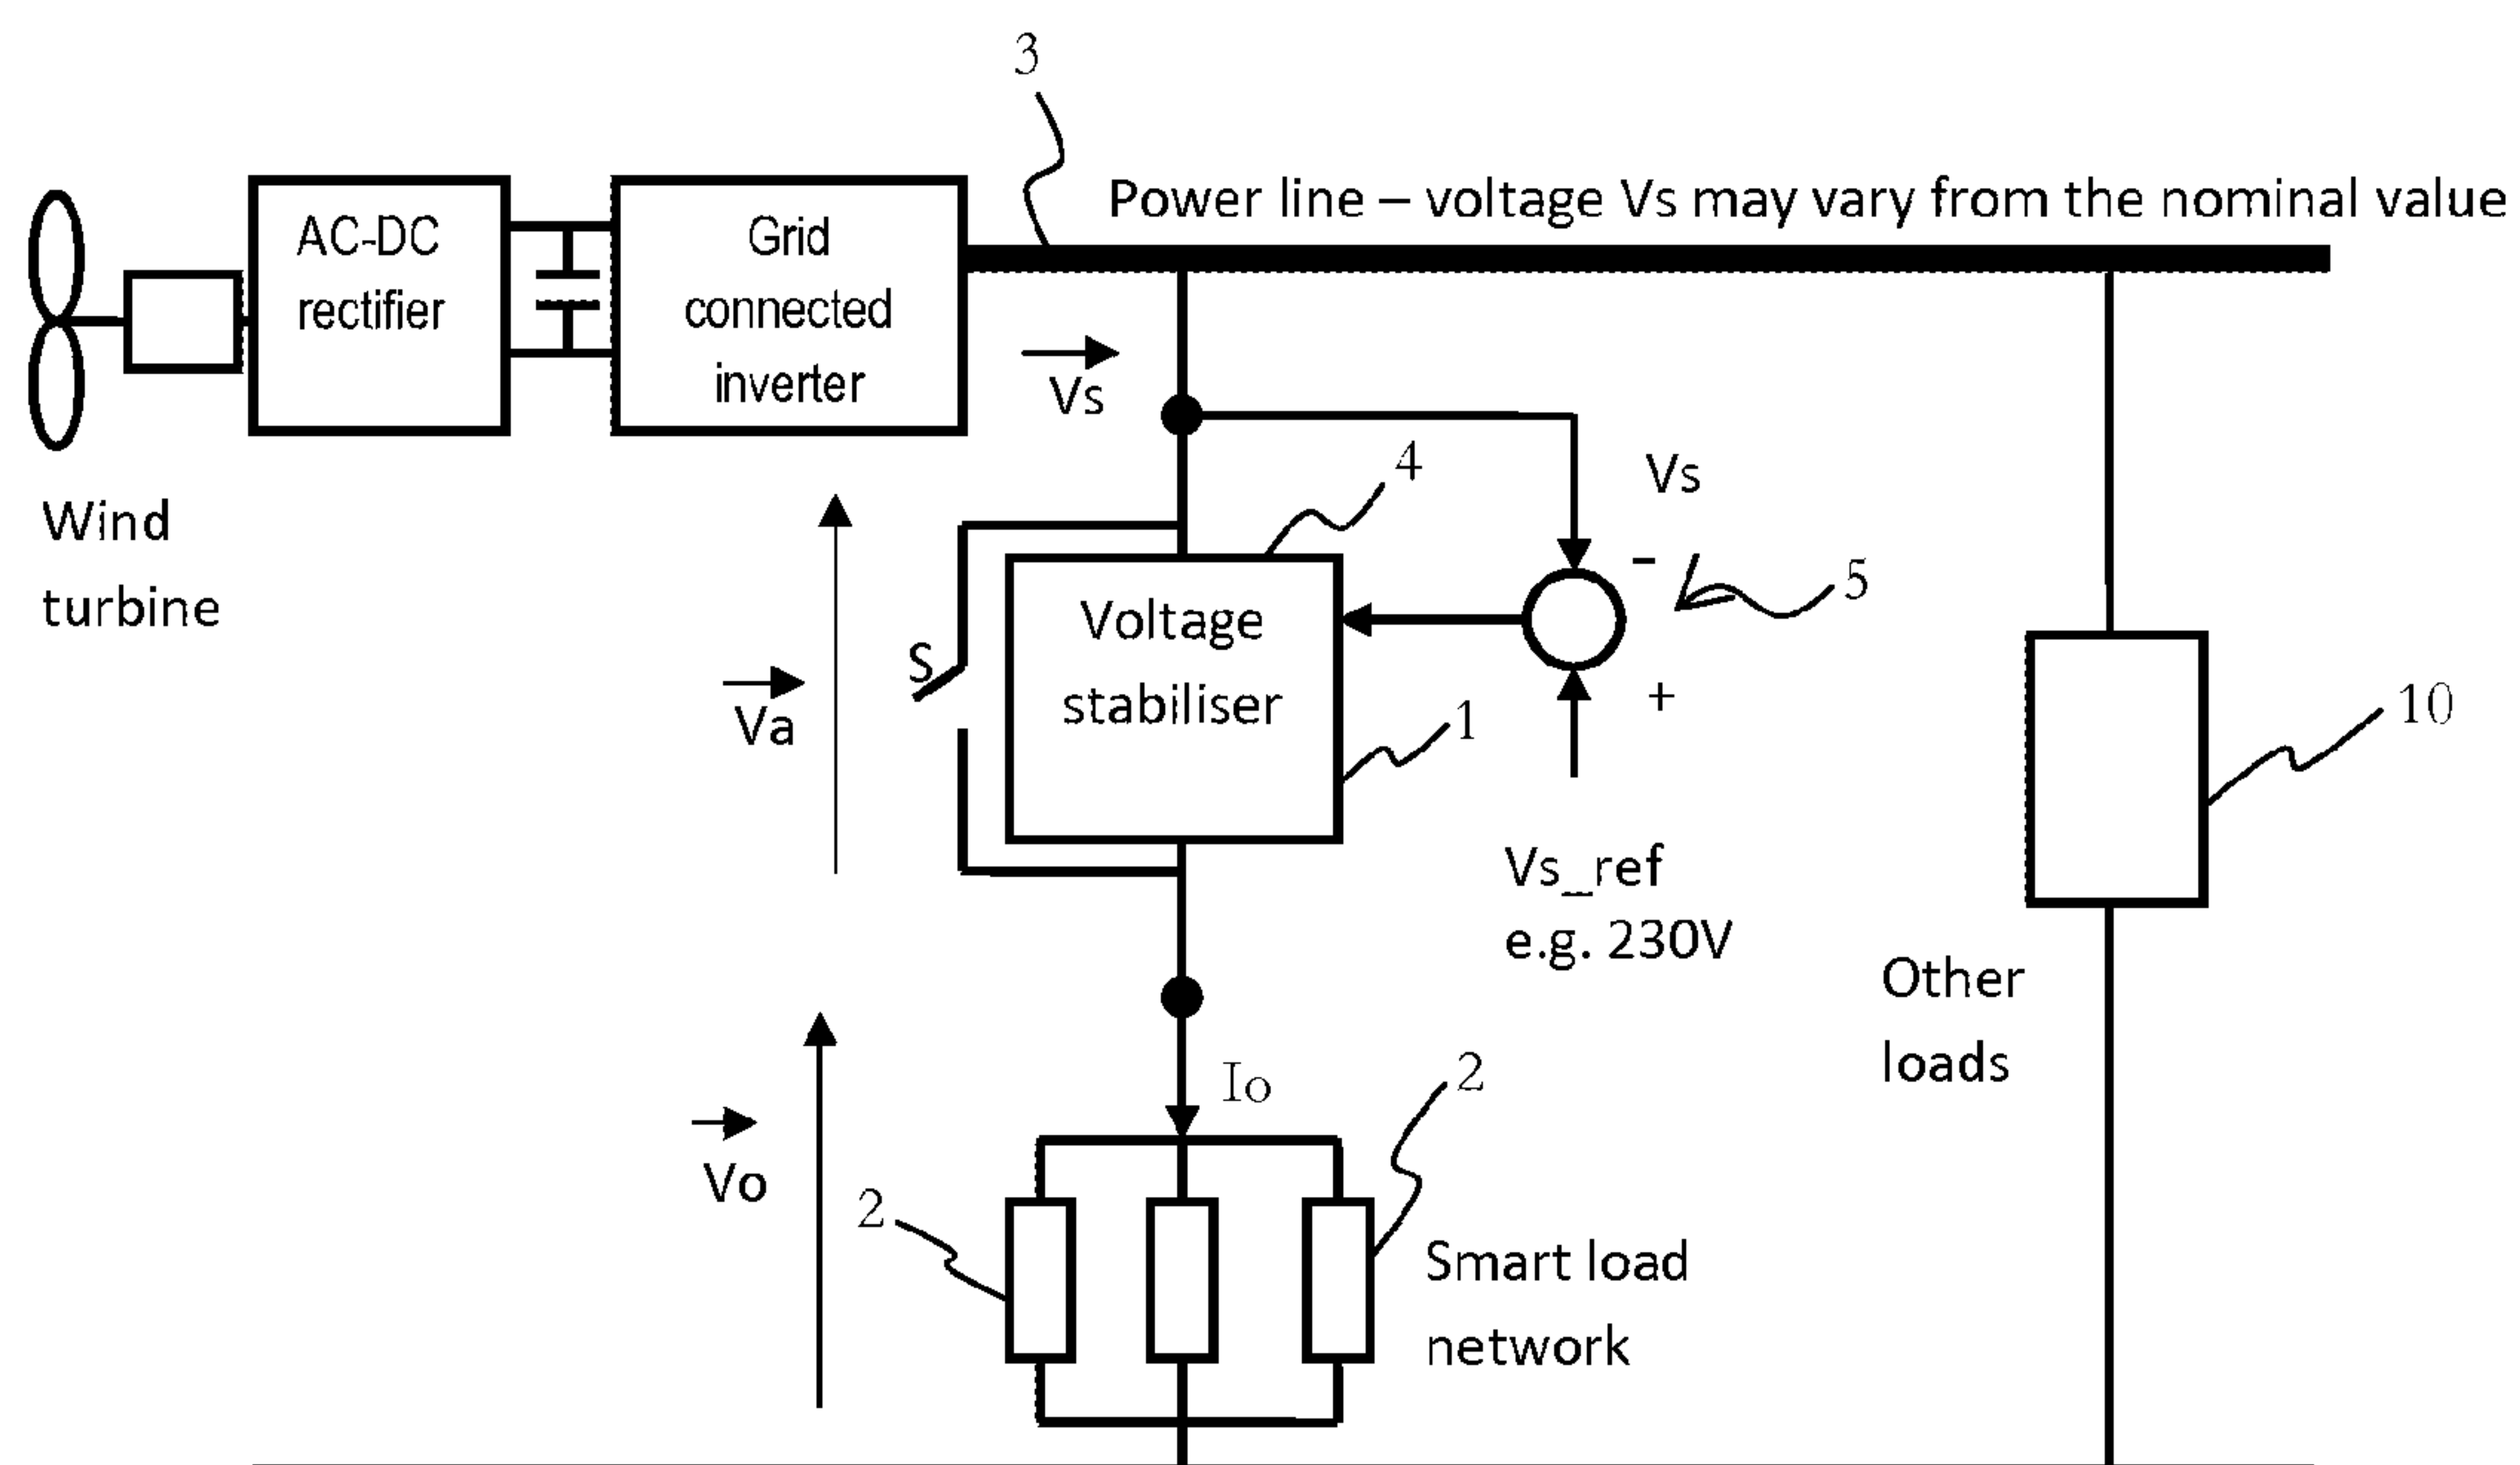 3
Power line – voltage Vs may vary from the nominal value
AC-DC
rectifier
Grid
connected
inverter
Vs
Wind
turbine
4
Vs
-
5
Voltage
stabiliser
S
Va
1
+
10
Vs_ref
e.g. 230V
Other
loads
Io
2
Vo
2
Smart load
network